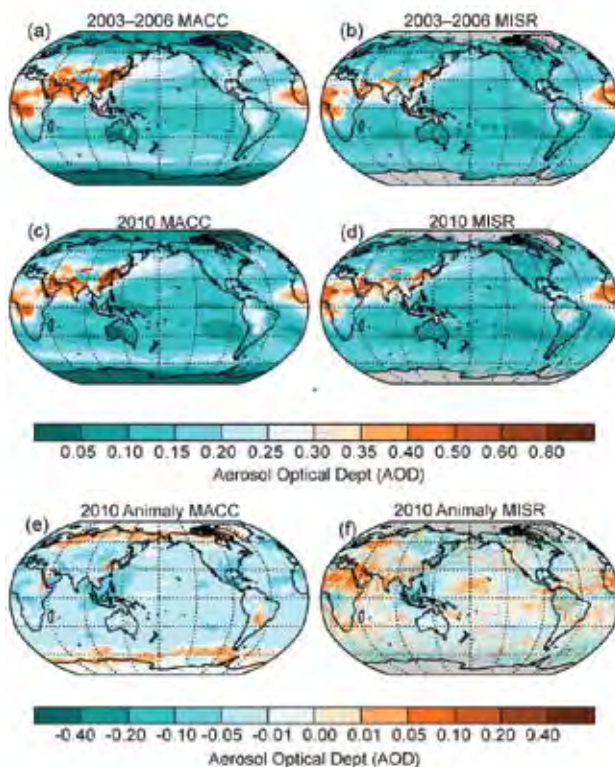 (a) 2003–2006 MACC
(b) 2003–2006 MISR
(c) 2010 MACC
(d) 2010 MISR
0.05 0.10 0.15 0.20 0.25 0.30 0.35 0.40 0.50 0.60 0.80
Aerosol Optical Dept (AOD)
(e) 2010 Animaly MACC
(f) 2010 Animaly MISR
-0.40 -0.20 -0.10 -0.05 -0.01 0.00 0.01 0.05 0.10 0.20 0.40
Aerosol Optical Dept (AOD)